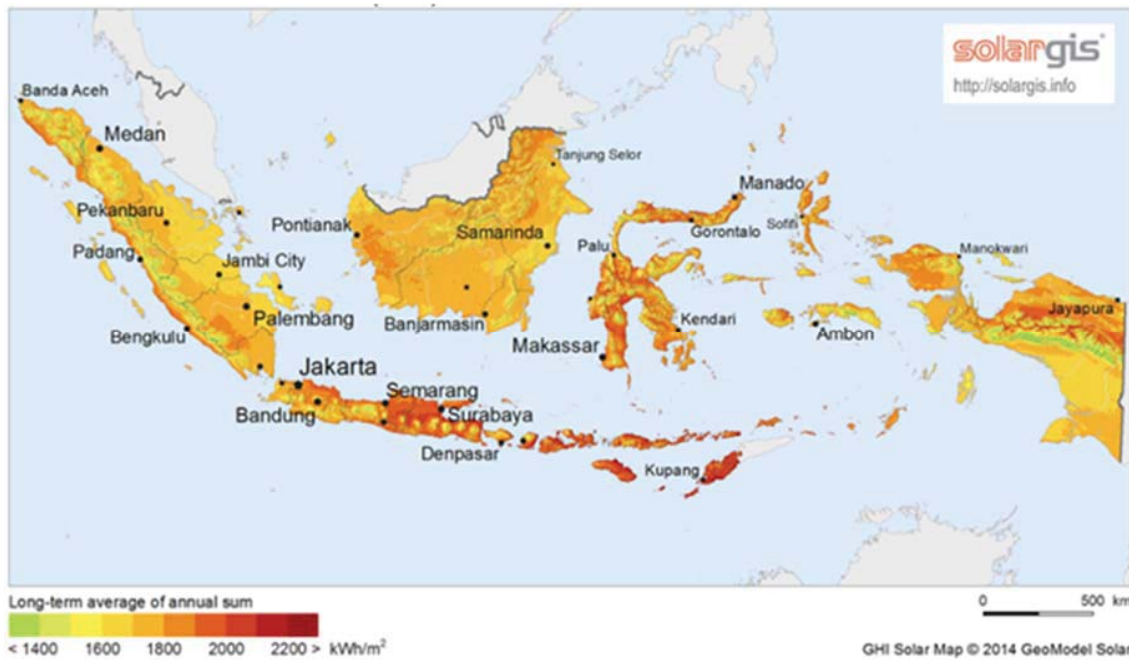 solargis
http://solargis.info
Banda Aceh
Medan
Tanjung Selor
Manado
Pekanbaru
Pontianak
Samarinda
Gorontalo
Sofifi
Padang
Jambi City
Palu
Manokwari
Palembang
Banjarmasin
Kendari
Ambon
Jayapura
Bengkulu
Makassar
Jakarta
Semarang
Bandung
Surabaya
Denpasar
Kupang
Long-term average of annual sum
< 1400 1600 1800 2000 2200 > kWh/m²
0 500 km
GHI Solar Map © 2014 GeoModel Solar